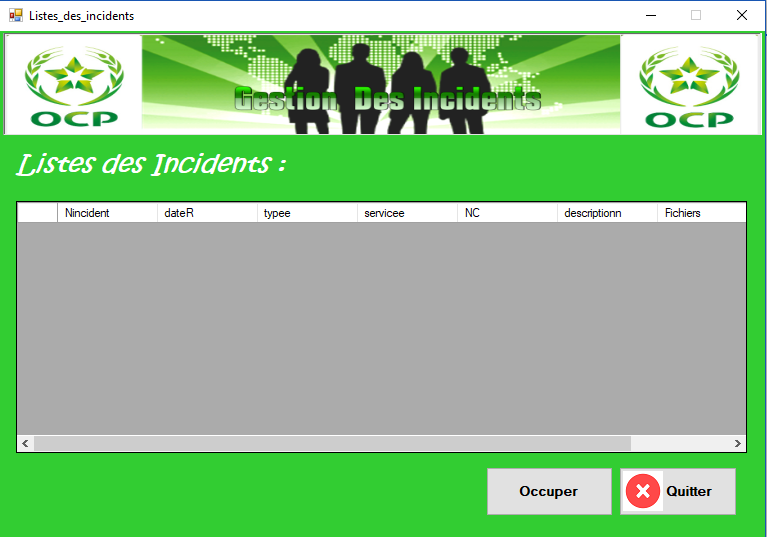 Listes_des_incidents
OCP
Gestion Des Incidents
OCP
Listes des Incidents :
Nincident dateR typee servicee NC descriptionn Fichiers
Occuper Quitter